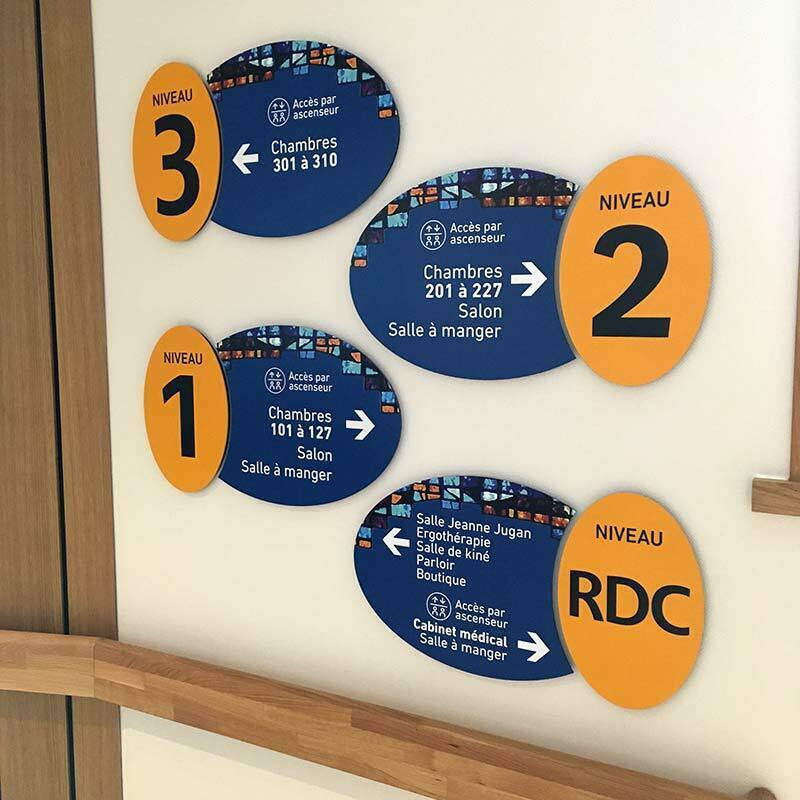 NIVEAU
3
Accès par
ascenseur
Chambres
301 à 310
NIVEAU
2
Accès par
ascenseur
Chambres
201 à 227
Salon
Salle à manger
NIVEAU
1
Accès par
ascenseur
Chambres
101 à 127
Salon
Salle à manger
NIVEAU
RDC
Salle Jeanne Jugan
Ergothérapie
Salle de kiné
Parloir
Boutique
Accès par
ascenseur
Cabinet médical
Salle à manger